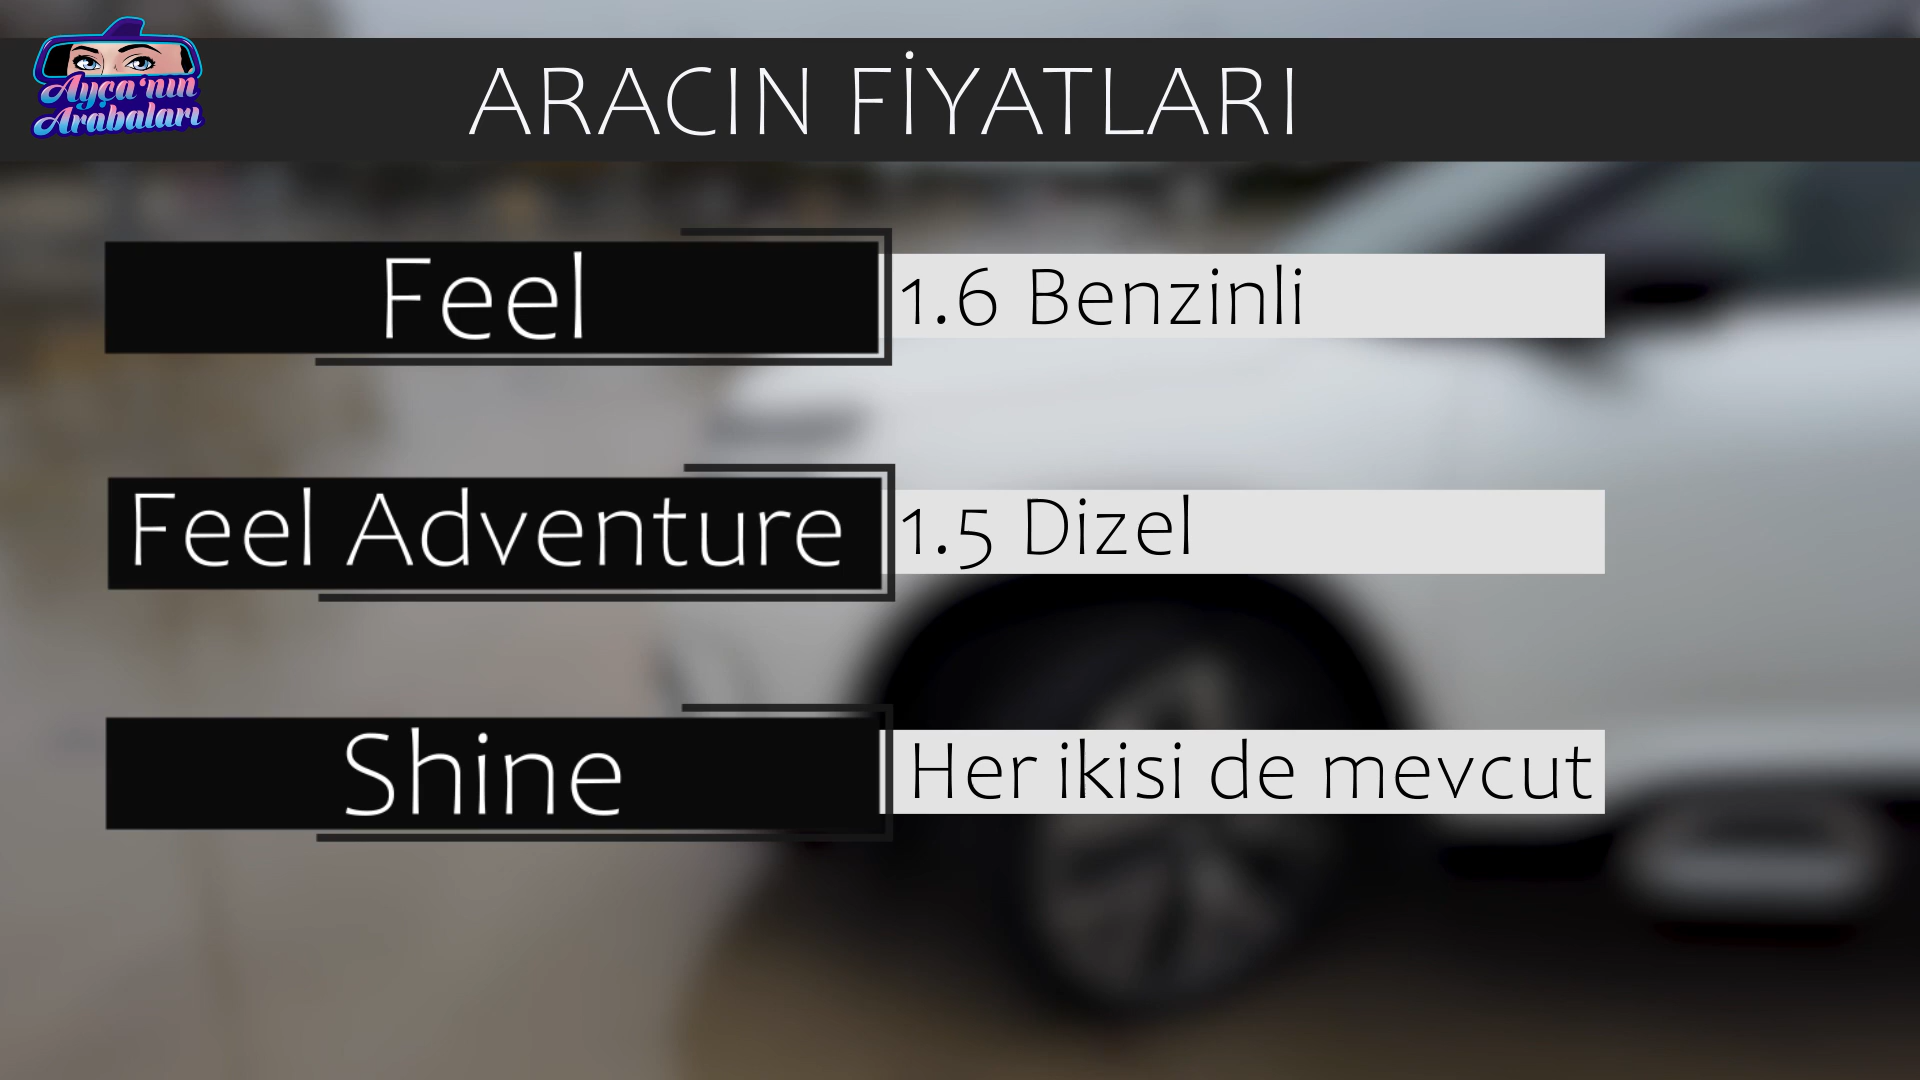 Ayça'nın
Arabaları
ARACIN FİYATLARI
Feel
1.6 Benzinli
Feel Adventure
1.5 Dizel
Shine
Her ikisi de mevcut